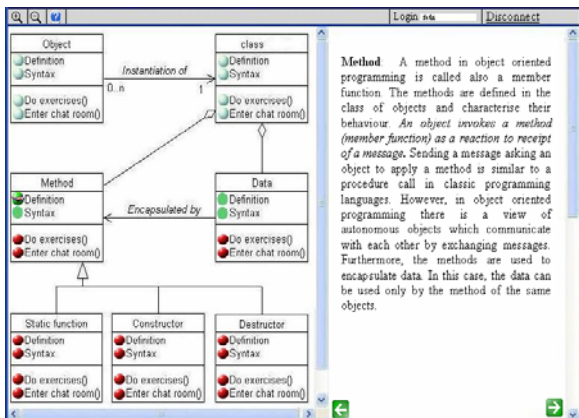 Login
Disconnect
Object
Definition
Syntax
Do exercises()
Enter chat room()
Instantiation of
0..n
1
class
Definition
Syntax
Do exercises()
Enter chat room()
Method
Definition
Syntax
Do exercises()
Enter chat room()
Encapsulated by
Data
Definition
Syntax
Do exercises()
Enter chat room()
Static function
Definition
Syntax
Do exercises()
Enter chat room()
Constructor
Definition
Syntax
Do exercises()
Enter chat room()
Destructor
Definition
Syntax
Do exercises()
Enter chat room()
Method A method in object oriented
programming is called also a member
function. The methods are defined in the
class of objects and characterise their
behaviour. An object invokes a method
(member function) as a reaction to receipt
of a message. Sending a message asking an
object to apply a method is similar to a
procedure call in classic programming
languages. However, in object oriented
programming there is a view of
autonomous objects which communicate
with each other by exchanging messages.
Furthermore, the methods are used to
encapsulate data. In this case, the data can
be used only by the method of the same
objects.